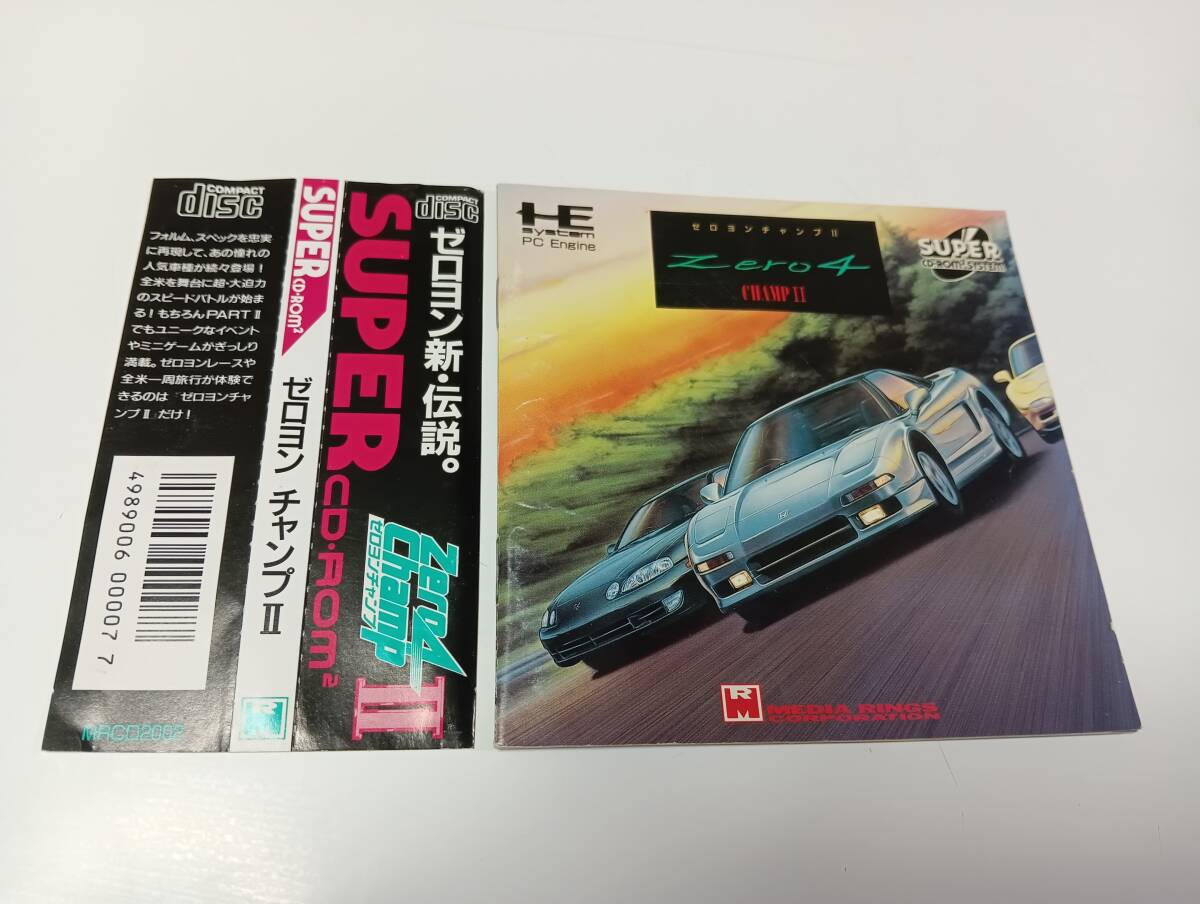 COMPACT
disc
フォルム、スペックを忠実
に再現して、あの憧れの
人気車種が続々登場！
全米を舞台に超・大迫力
のスピードバトルが始ま
る！もちろんPART Ⅱ
でもユニークなイベント
やミニゲームがぎっしり
満載。ゼロヨンレースや
全米一周旅行が体験で
きるのは ゼロヨンチャ
ンプⅡ だけ！
4989006 00007 7
MRCD2002
SUPER CD-ROM²
ゼロヨン チャンプⅡ
RM
COMPACT
disc
SUPER CD・ROM²
ゼロヨン新・伝説。
Zero4
Champ
ゼロヨンチャンプ
Ⅱ
HE
system
PC Engine
ゼロヨンチャンプⅡ
Zero 4
CHAMP II
SUPER
CD-ROM² SYSTEM
RM
MEDIA RINGS
CORPORATION